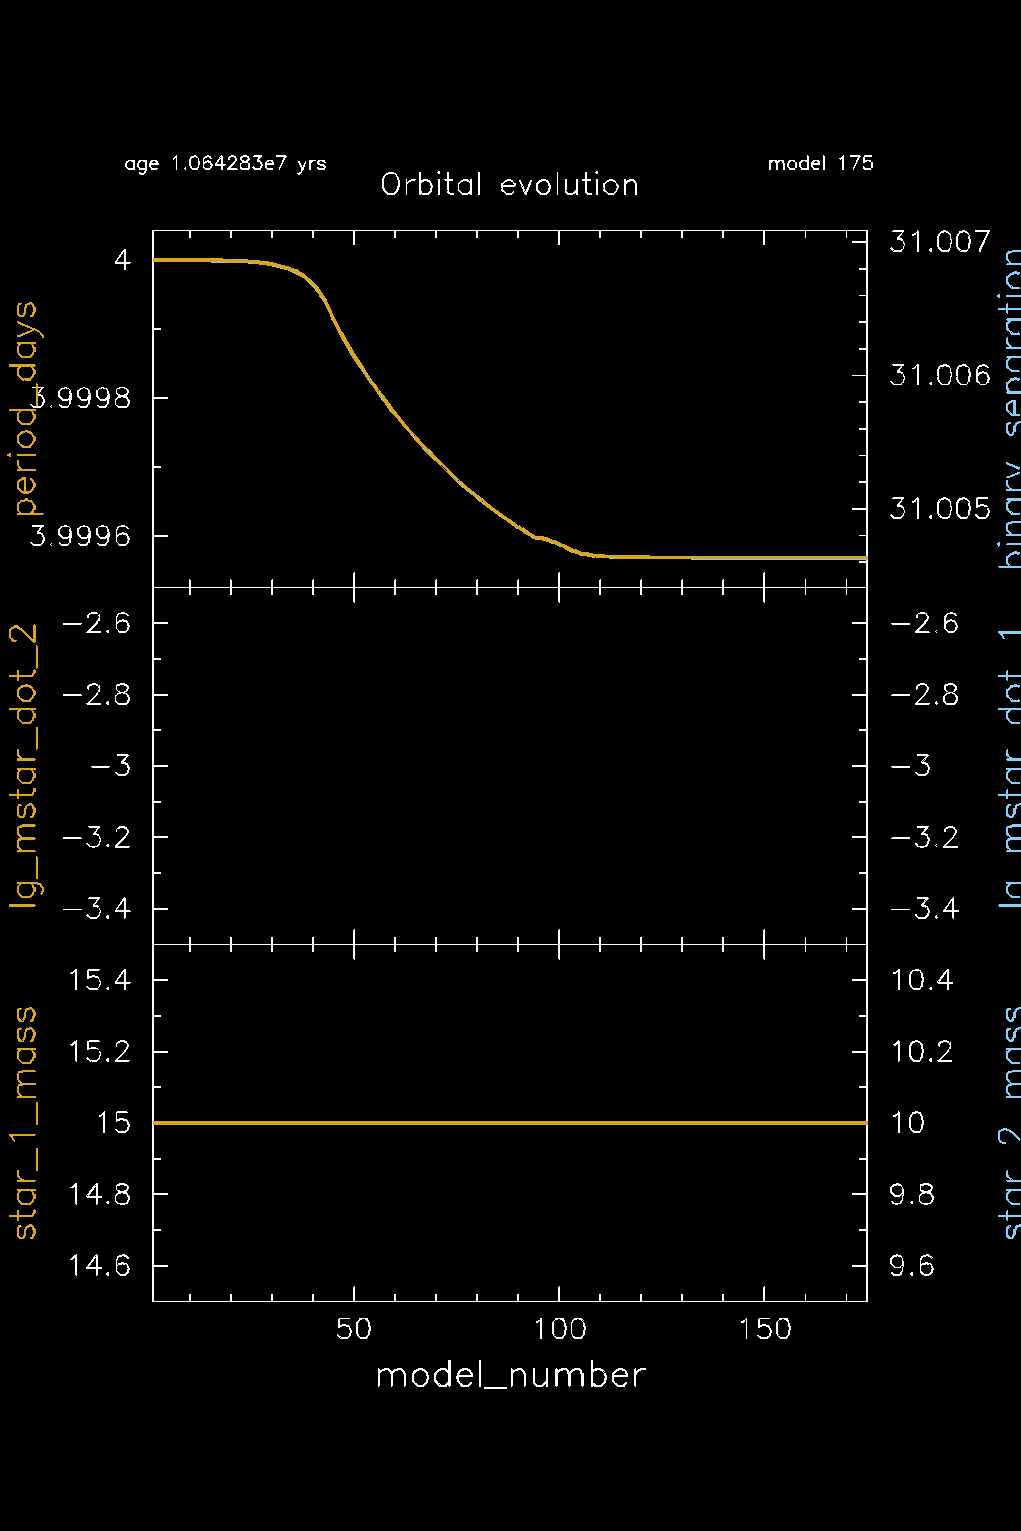 age 1.064283e7 yrs
model 175
Orbital evolution
period_days
4
3.9998
3.9996
31.007
31.006
31.005
binary_separation
lg_mstar_dot_2
-2.6
-2.8
-3
-3.2
-3.4
-2.6
-2.8
-3
-3.2
-3.4
lg_mstar_dot_1
star_1_mass
15.4
15.2
15
14.8
14.6
10.4
10.2
10
9.8
9.6
star_2_mass
50
100
150
model_number